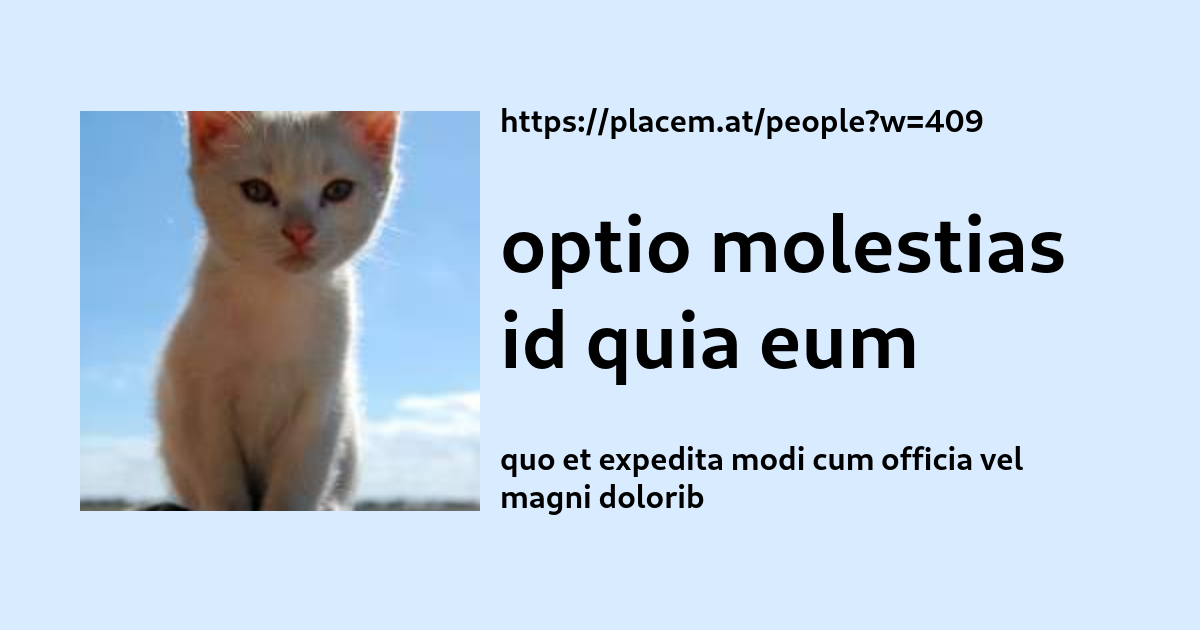 https://placem.at/people?w=409
optio molestias
id quia eum
quo et expedita modi cum officia vel
magni dolorib